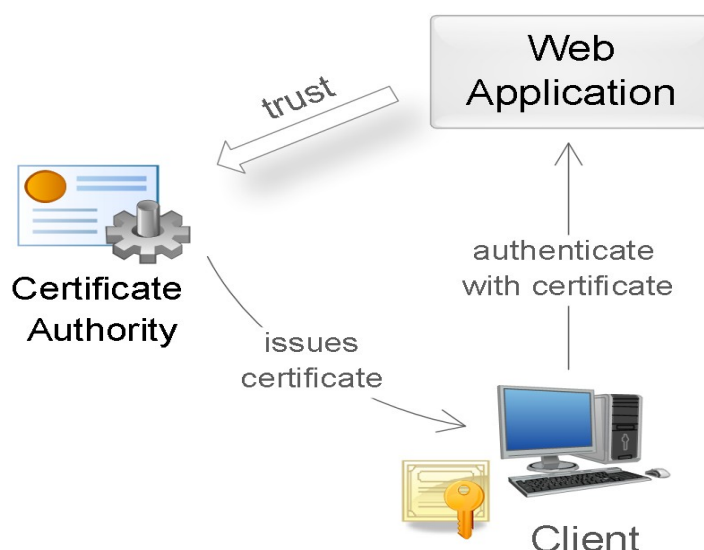 Web
Application
trust
Certificate
Authority
authenticate
with certificate
issues
certificate
Client